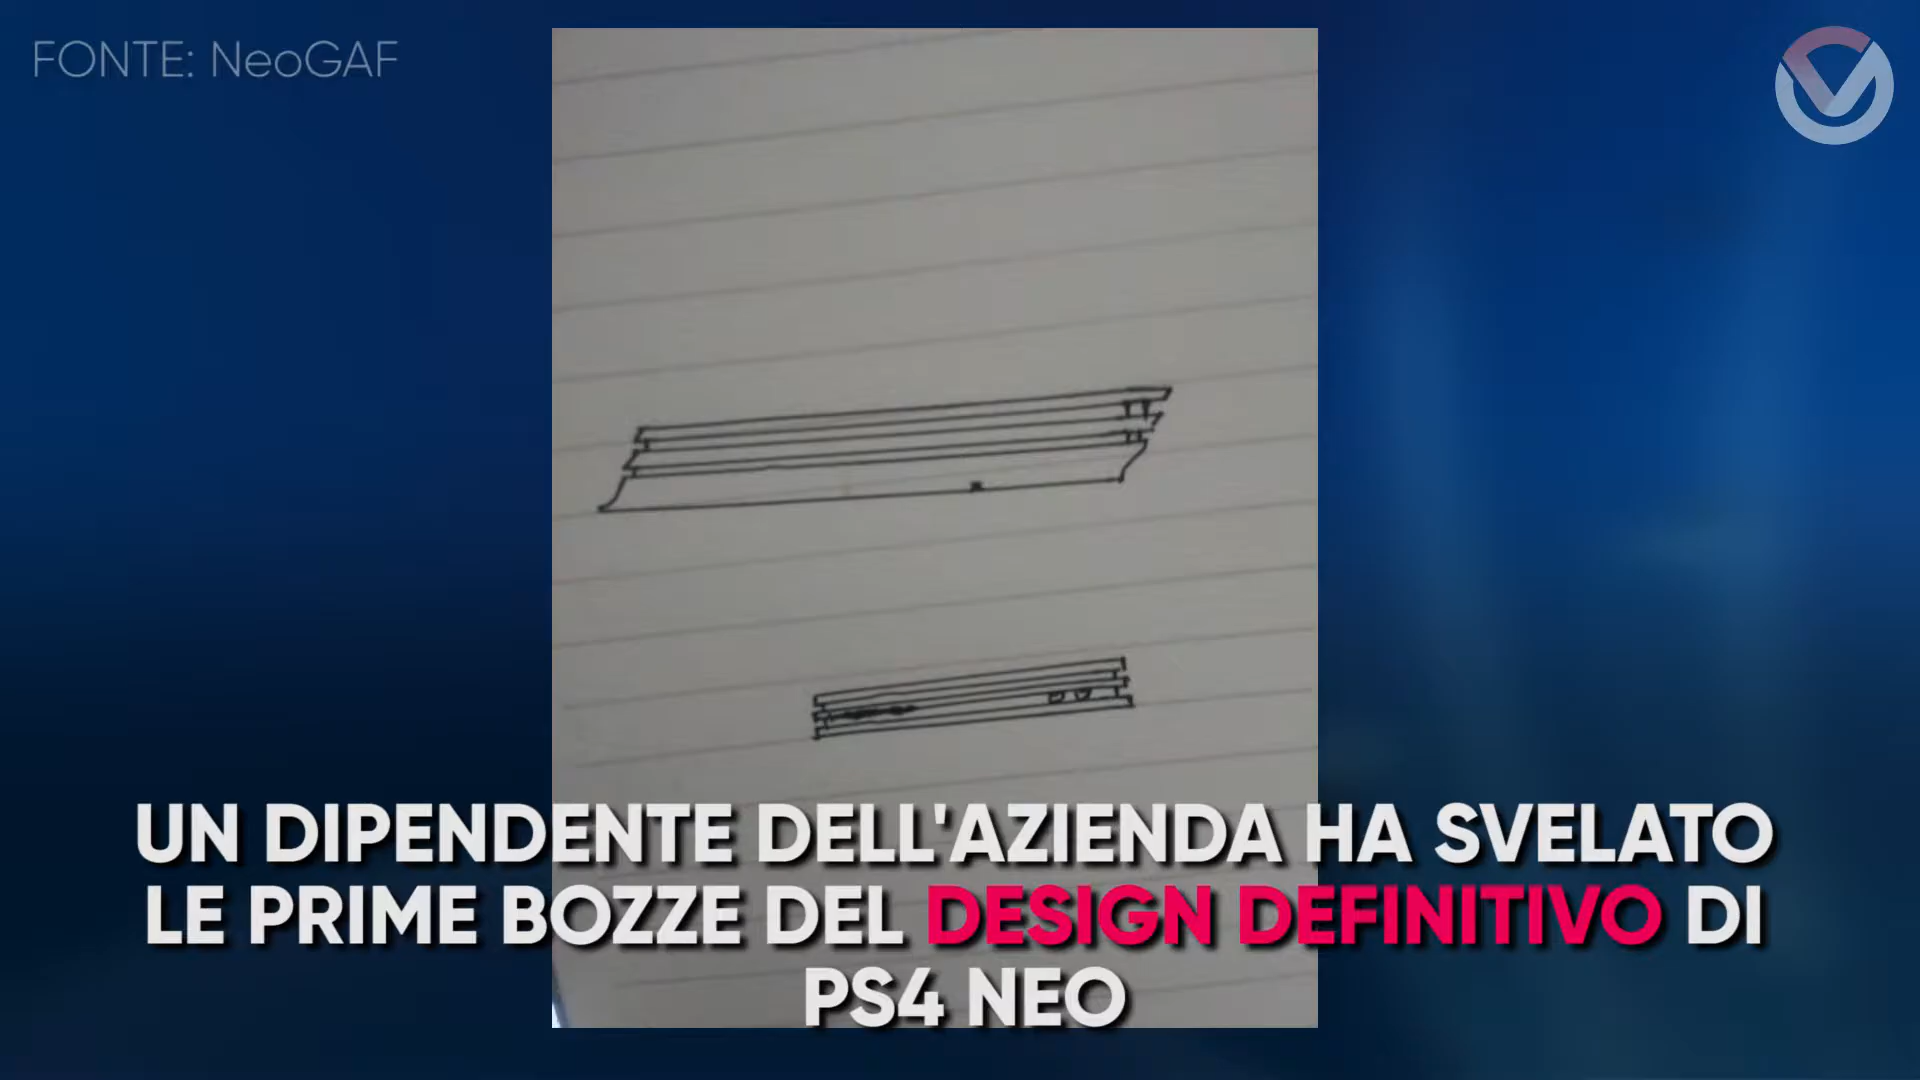 FONTE: NeoGAF
UN DIPENDENTE DELL'AZIENDA HA SVELATO
LE PRIME BOZZE DEL DESIGN DEFINITIVO DI
PS4 NEO